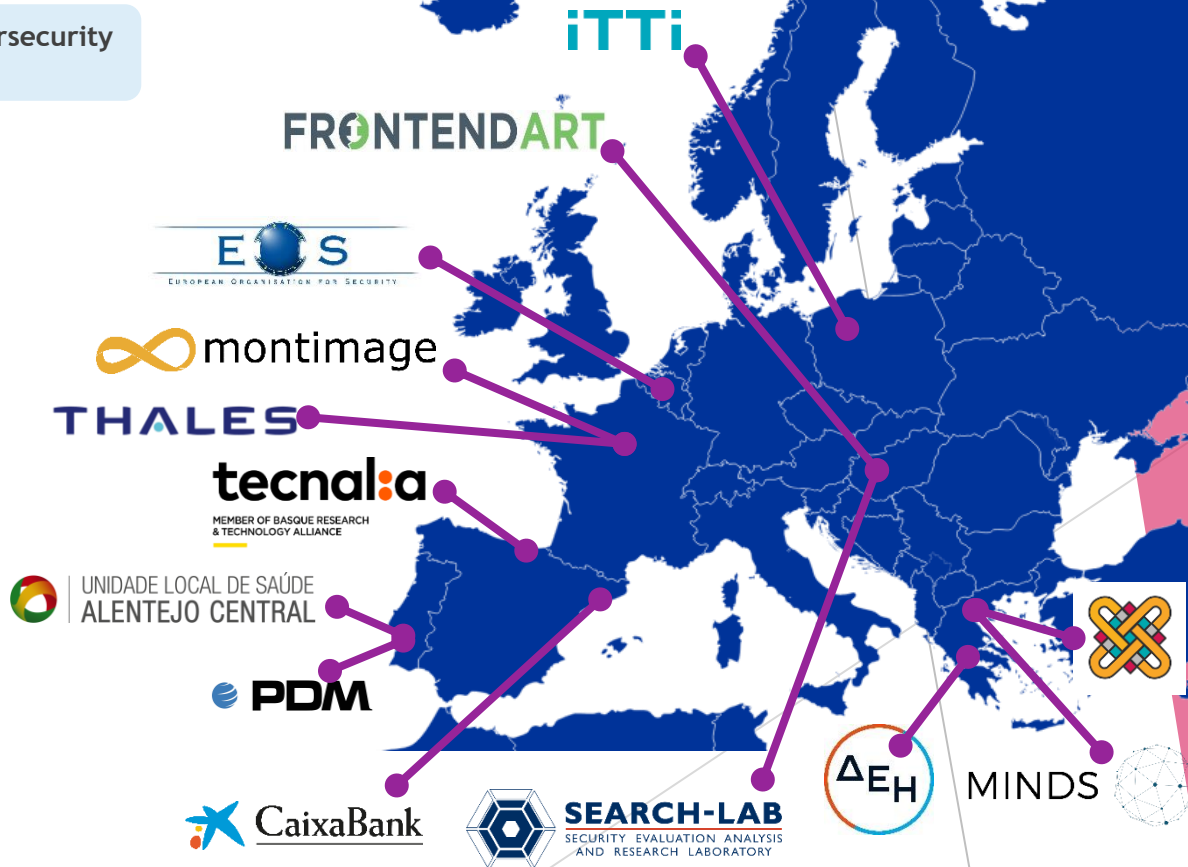 rsecurity
iTTi
FRONTENDART
EOS
EUROPEAN ORGANISATION FOR SECURITY
montimage
THALES
tecnal:a
MEMBER OF BASQUE RESEARCH
& TECHNOLOGY ALLIANCE
UNIDADE LOCAL DE SAÚDE
ALENTEJO CENTRAL
PDM
ΔΕΗ
MINDS
CaixaBank
SEARCH-LAB
SECURITY EVALUATION ANALYSIS
AND RESEARCH LABORATORY